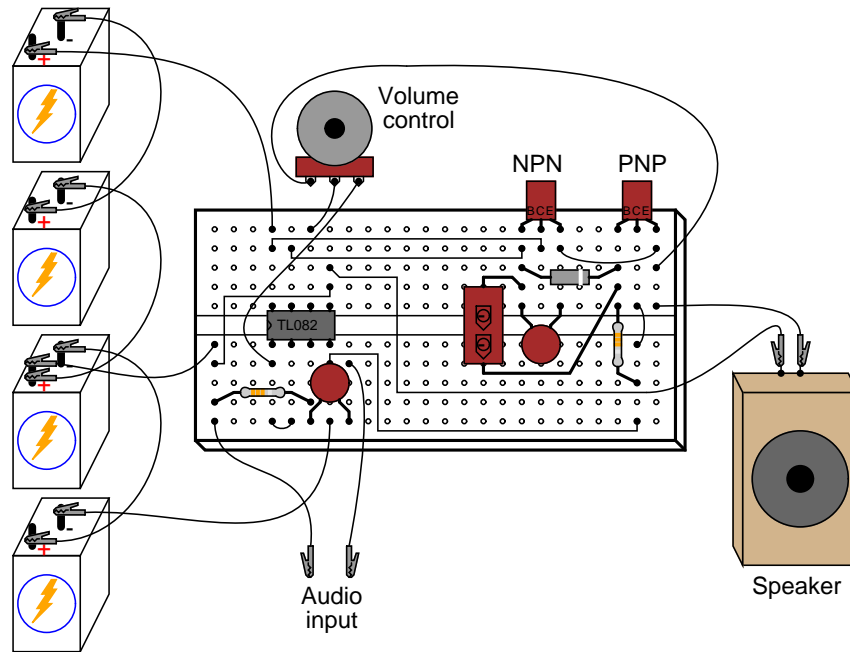 -
+
Volume
control
NPN
PNP
BCE
BCE
-
+
TL082
-
+
-
+
Audio
input
Speaker